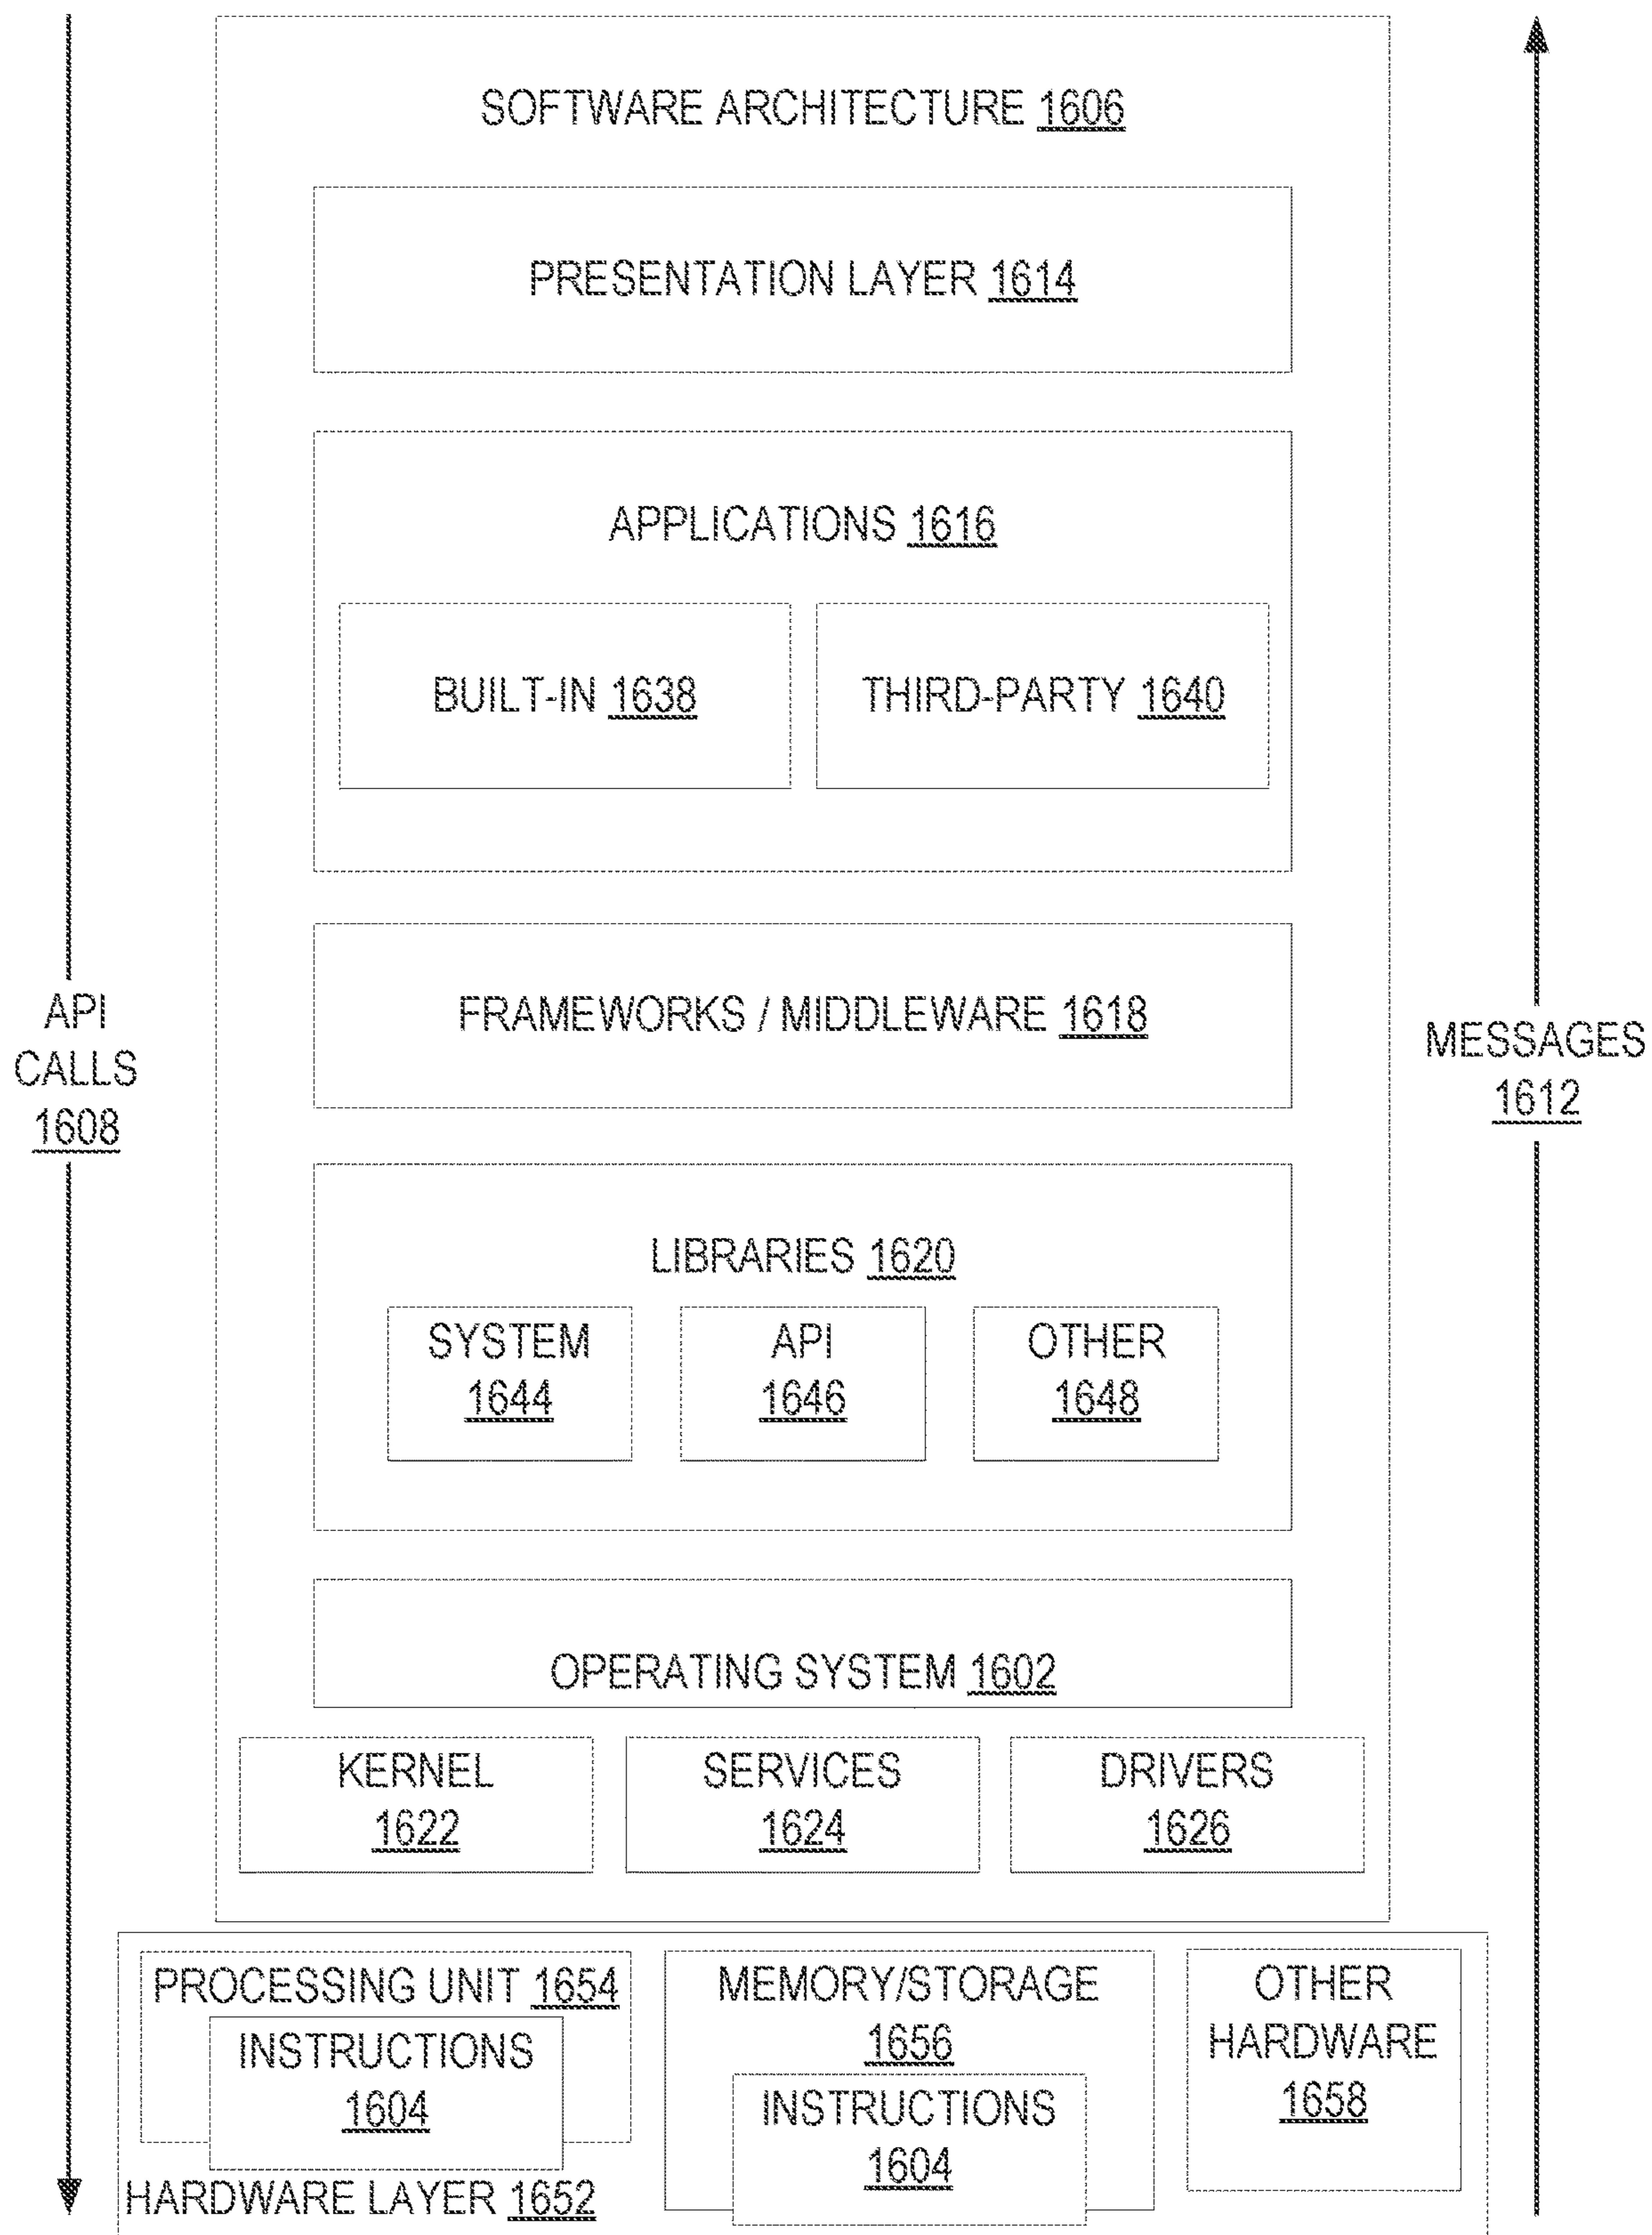 SOFTWARE ARCHITECTURE 1606
PRESENTATION LAYER 1614
APPLICATIONS 1616
BUILT-IN 1638
THIRD-PARTY 1640
API
CALLS
1608
FRAMEWORKS / MIDDLEWARE 1618
MESSAGES
1612
LIBRARIES 1620
SYSTEM
1644
API
1646
OTHER
1648
OPERATING SYSTEM 1602
KERNEL
1622
SERVICES
1624
DRIVERS
1626
PROCESSING UNIT 1654
INSTRUCTIONS
1604
MEMORY/STORAGE
1656
INSTRUCTIONS
1604
OTHER
HARDWARE
1658
HARDWARE LAYER 1652